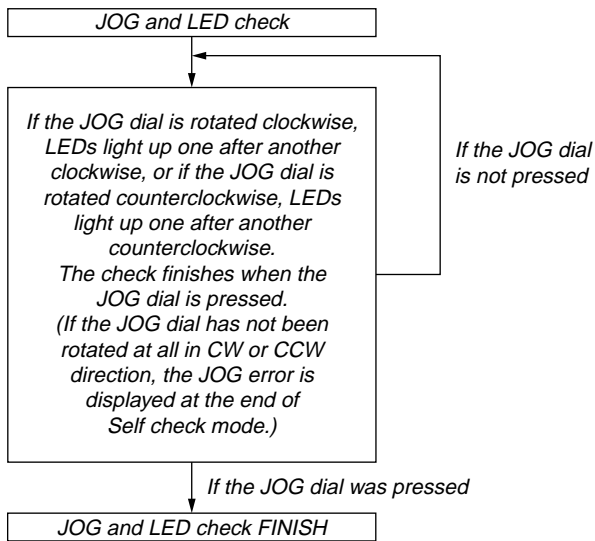 JOG and LED check
If the JOG dial is rotated clockwise,
LEDs light up one after another
clockwise, or if the JOG dial is
rotated counterclockwise, LEDs
light up one after another
counterclockwise.
The check finishes when the
JOG dial is pressed.
(If the JOG dial has not been
rotated at all in CW or CCW
direction, the JOG error is
displayed at the end of
Self check mode.)
If the JOG dial
is not pressed
If the JOG dial was pressed
JOG and LED check FINISH